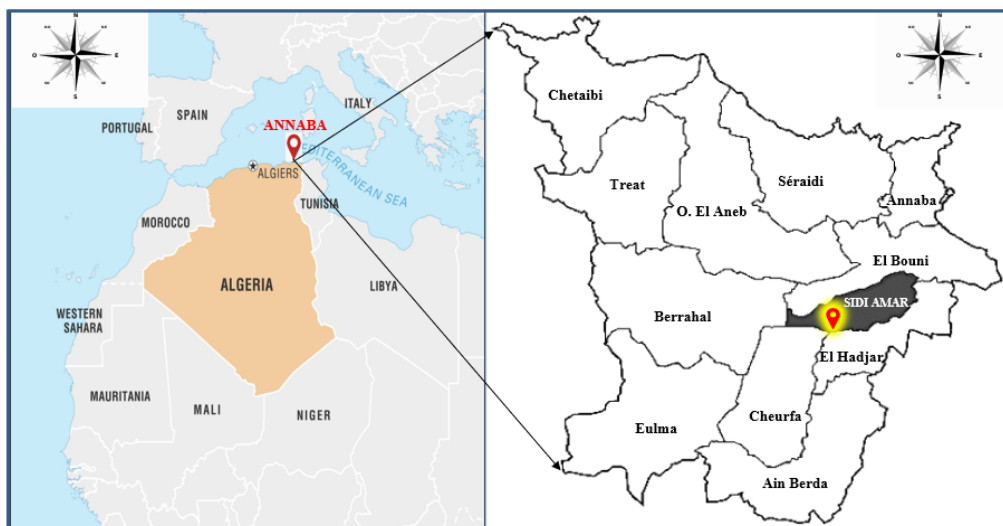 N
O
E
S
ITALY
SPAIN
PORTUGAL
ANNABA
MEDITERRANEAN SEA
ALGIERS
TUNISIA
MOROCCO
ALGERIA
LIBYA
WESTERN
SAHARA
MAURITANIA
MALI
NIGER
N
O
E
S
Chetaibi
Treat
Séraidi
Annaba
O. El Aneb
El Bouni
SIDI AMAR
Berrahal
El Hadjar
Cheurfa
Eulma
Ain Berda